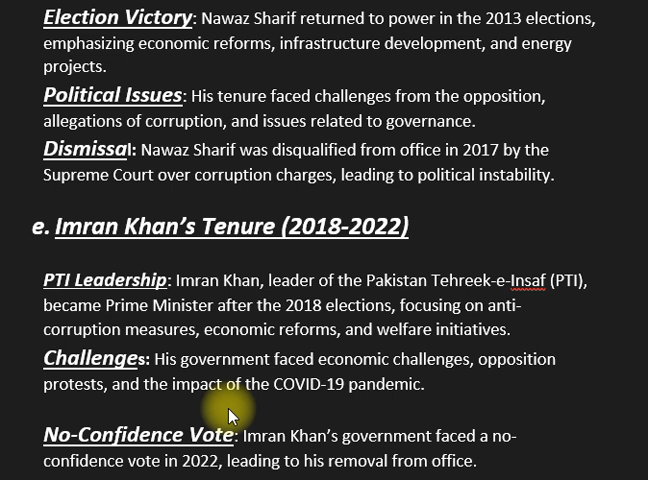 Election Victory: Nawaz Sharif returned to power in the 2013 elections,
emphasizing economic reforms, infrastructure development, and energy
projects.
Political Issues: His tenure faced challenges from the opposition,
allegations of corruption, and issues related to governance.
Dismissal: Nawaz Sharif was disqualified from office in 2017 by the
Supreme Court over corruption charges, leading to political instability.
e. Imran Khan’s Tenure (2018-2022)
PTI Leadership: Imran Khan, leader of the Pakistan Tehreek-e-Insaf (PTI),
became Prime Minister after the 2018 elections, focusing on anti-
corruption measures, economic reforms, and welfare initiatives.
Challenges: His government faced economic challenges, opposition
protests, and the impact of the COVID-19 pandemic.
No-Confidence Vote: Imran Khan’s government faced a no-
confidence vote in 2022, leading to his removal from office.